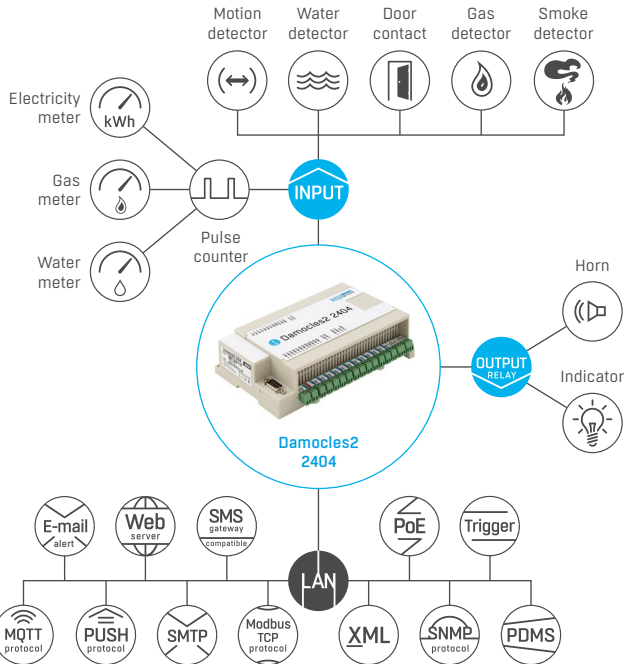 Motion
detector
Water
detector
Door
contact
Gas
detector
Smoke
detector
Electricity
meter
kWh
Gas
meter
INPUT
Pulse
counter
Water
meter
Damocles2 2404
Horn
OUTPUT
RELAY
Indicator
Damocles2
2404
E-mail
alert
Web
server
SMS
gateway
compatible
PoE
Trigger
LAN
MQTT
protocol
PUSH
protocol
SMTP
Modbus
TCP
protocol
XML
SNMP
protocol
PDMS